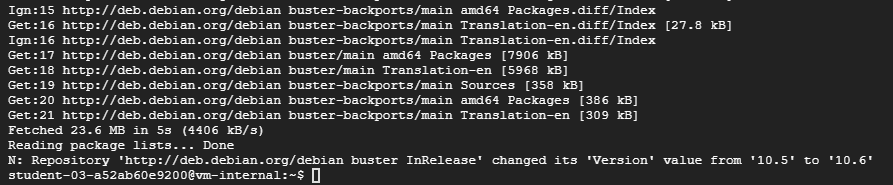 Ign:15 http://deb.debian.org/debian buster-backports/main amd64 Packages.diff/Index
Get:16 http://deb.debian.org/debian buster-backports/main Translation-en.diff/Index [27.8 kB]
Ign:16 http://deb.debian.org/debian buster-backports/main Translation-en.diff/Index
Get:17 http://deb.debian.org/debian buster/main amd64 Packages [7906 kB]
Get:18 http://deb.debian.org/debian buster/main Translation-en [5968 kB]
Get:19 http://deb.debian.org/debian buster-backports/main Sources [358 kB]
Get:20 http://deb.debian.org/debian buster-backports/main amd64 Packages [386 kB]
Get:21 http://deb.debian.org/debian buster-backports/main Translation-en [309 kB]
Fetched 23.6 MB in 5s (4406 kB/s)
Reading package lists... Done
N: Repository 'http://deb.debian.org/debian buster InRelease' changed its 'Version' value from '10.5' to '10.6'
student-03-a52ab60e9200@vm-internal:~$